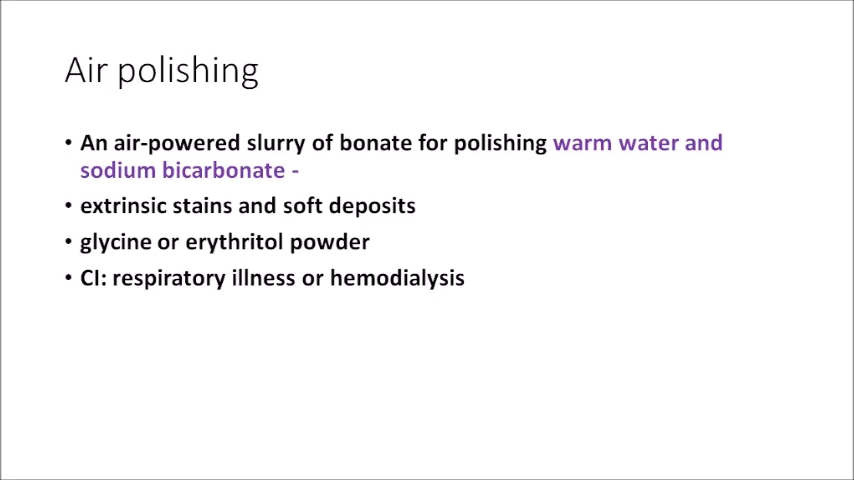 Air polishing
• An air-powered slurry of bonate for polishing warm water and
sodium bicarbonate -
• extrinsic stains and soft deposits
• glycine or erythritol powder
• CI: respiratory illness or hemodialysis